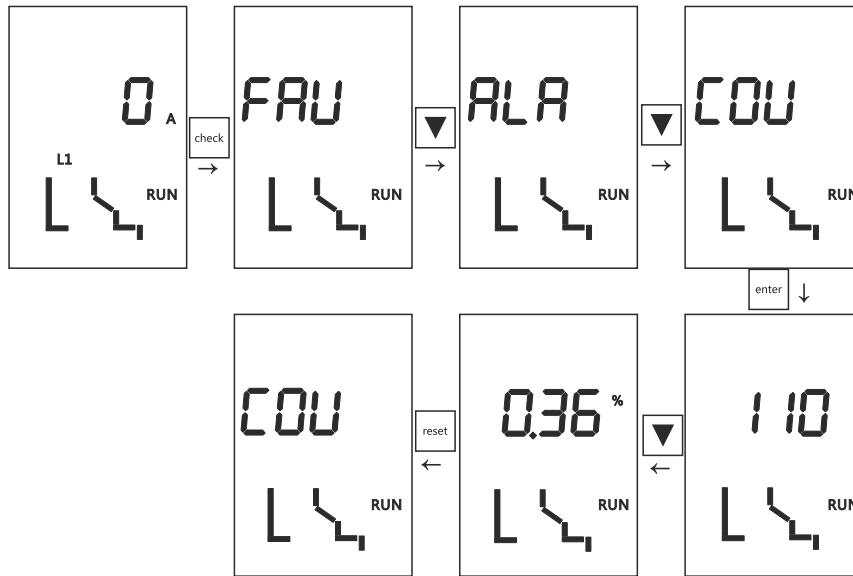 0 A
FAU
ALA
COU
check
→
▼
→
▼
→
L1
RUN
RUN
RUN
RUN
enter ↓
COU
0.36 %
110
reset
←
▼
←
RUN
RUN
RUN